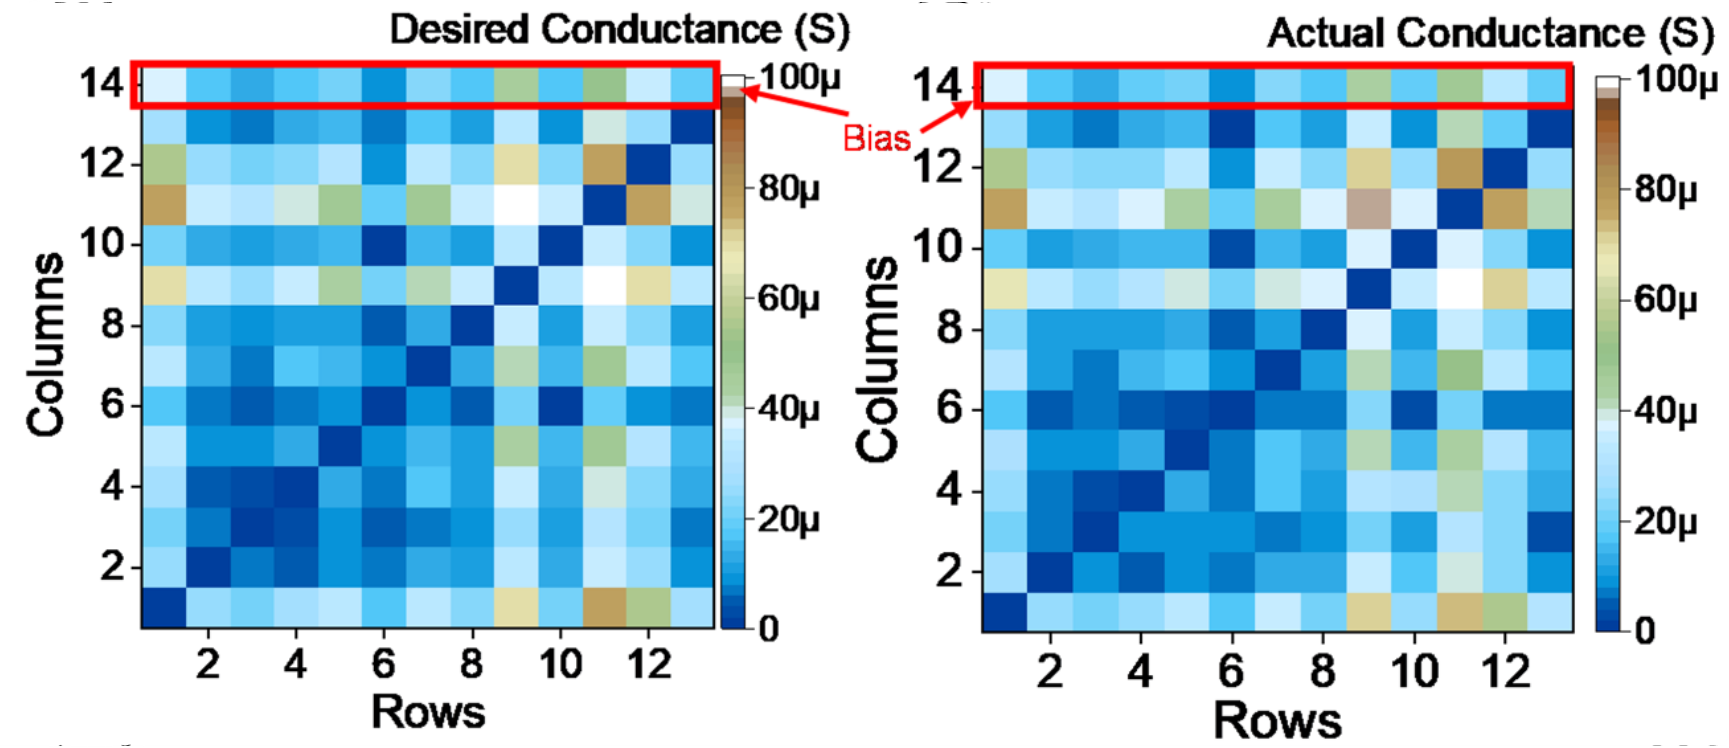 Desired Conductance (S)
14
12
10
8
6
4
2
Columns
2 4 6 8 10 12
Rows
100µ
80µ
60µ
40µ
20µ
0
Bias
Actual Conductance (S)
14
12
10
8
6
4
2
Columns
2 4 6 8 10 12
Rows
100µ
80µ
60µ
40µ
20µ
0